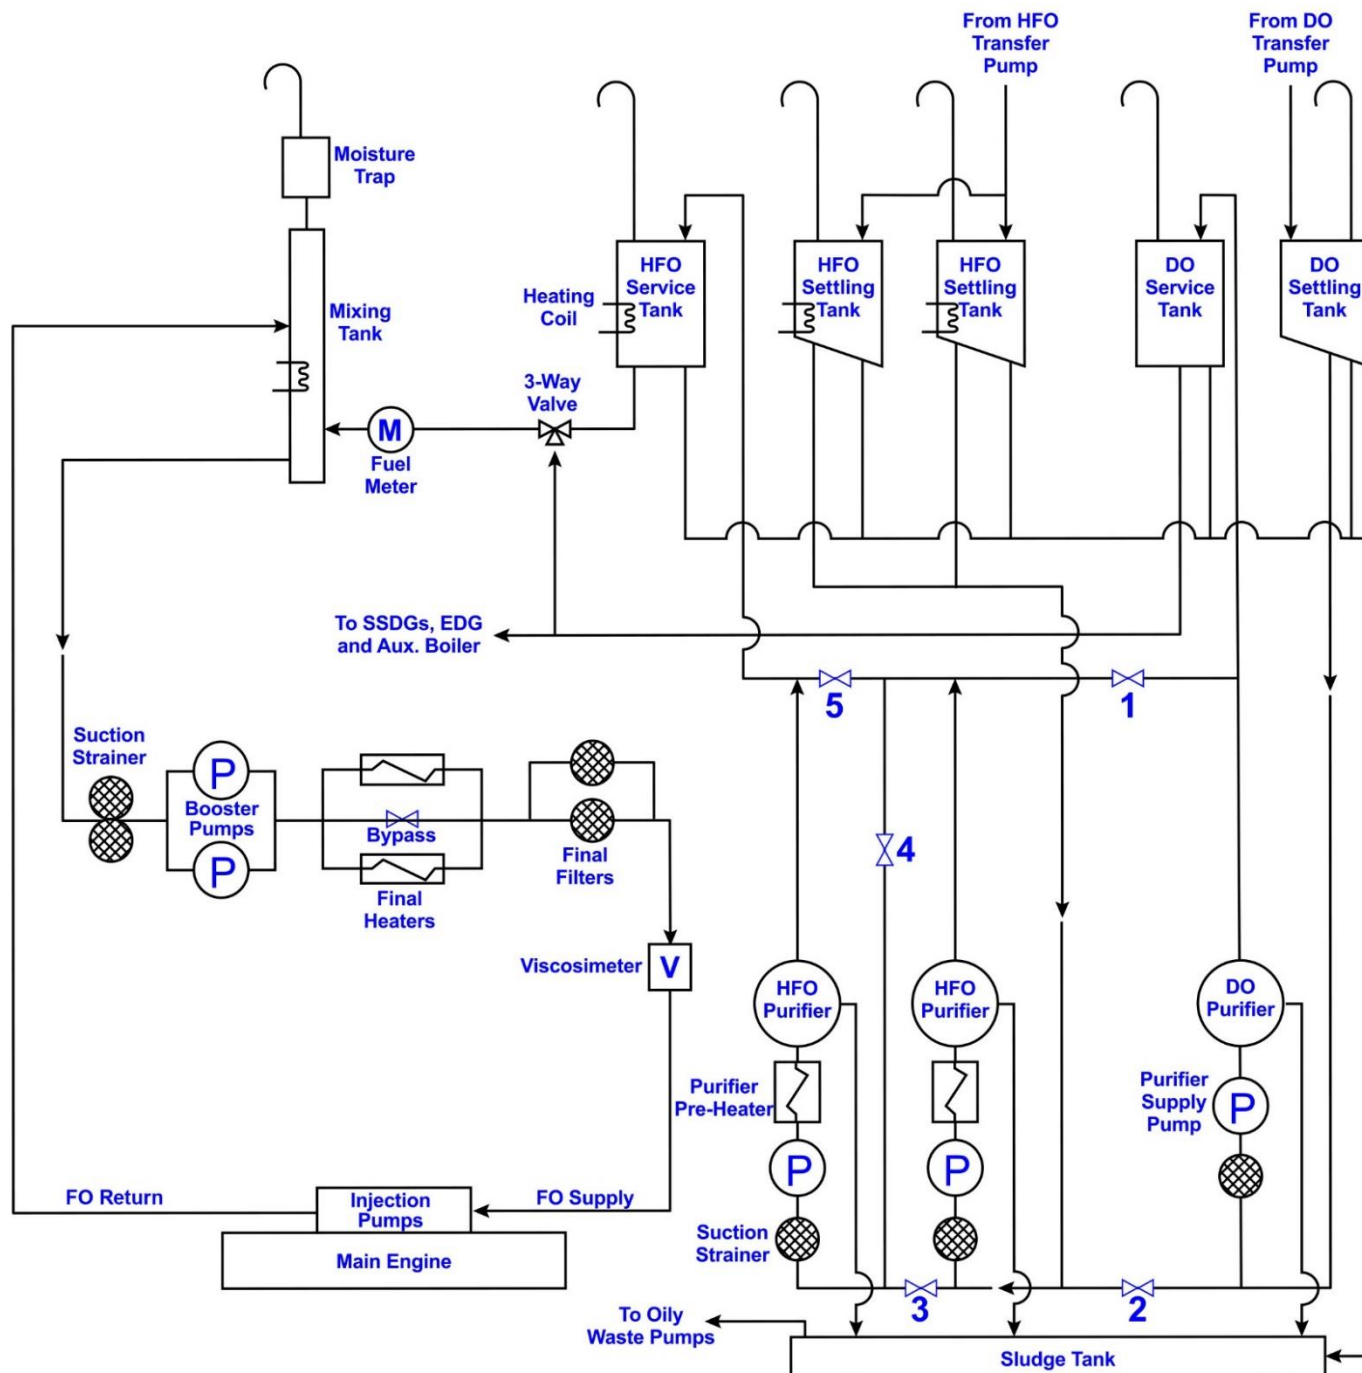 From HFO
Transfer
Pump
From DO
Transfer
Pump
Moisture
Trap
HFO
Service
Tank
HFO
Settling
Tank
HFO
Settling
Tank
DO
Service
Tank
DO
Settling
Tank
Heating
Coil
Mixing
Tank
3-Way
Valve
M
Fuel
Meter
To SSDGs, EDG
and Aux. Boiler
5
1
Suction
Strainer
P
Booster
Pumps
P
Bypass
Final
Heaters
Final
Filters
4
Viscosimeter
V
HFO
Purifier
HFO
Purifier
DO
Purifier
Purifier
Pre-Heater
Purifier
Supply
Pump
P
P
P
FO Return
Injection
Pumps
FO Supply
Main Engine
Suction
Strainer
3
2
To Oily
Waste Pumps
Sludge Tank